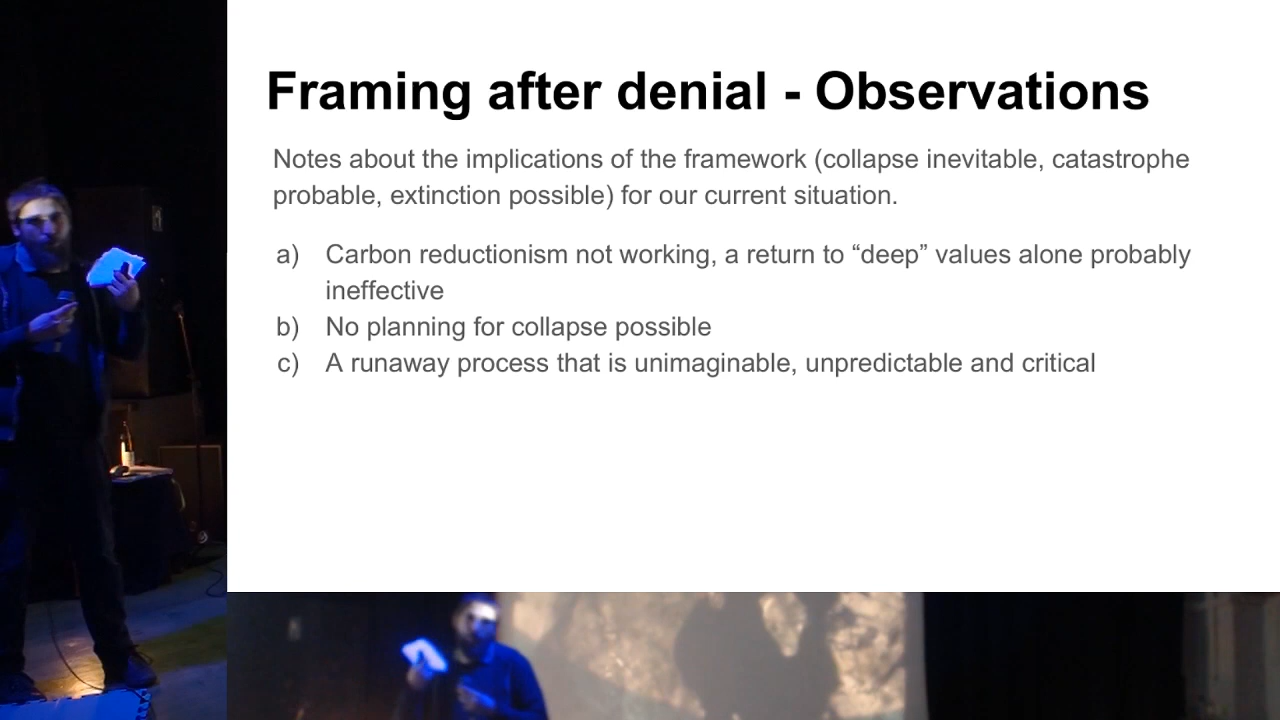 Framing after denial - Observations
Notes about the implications of the framework (collapse inevitable, catastrophe
probable, extinction possible) for our current situation.
a) Carbon reductionism not working, a return to “deep” values alone probably
ineffective
b) No planning for collapse possible
c) A runaway process that is unimaginable, unpredictable and critical